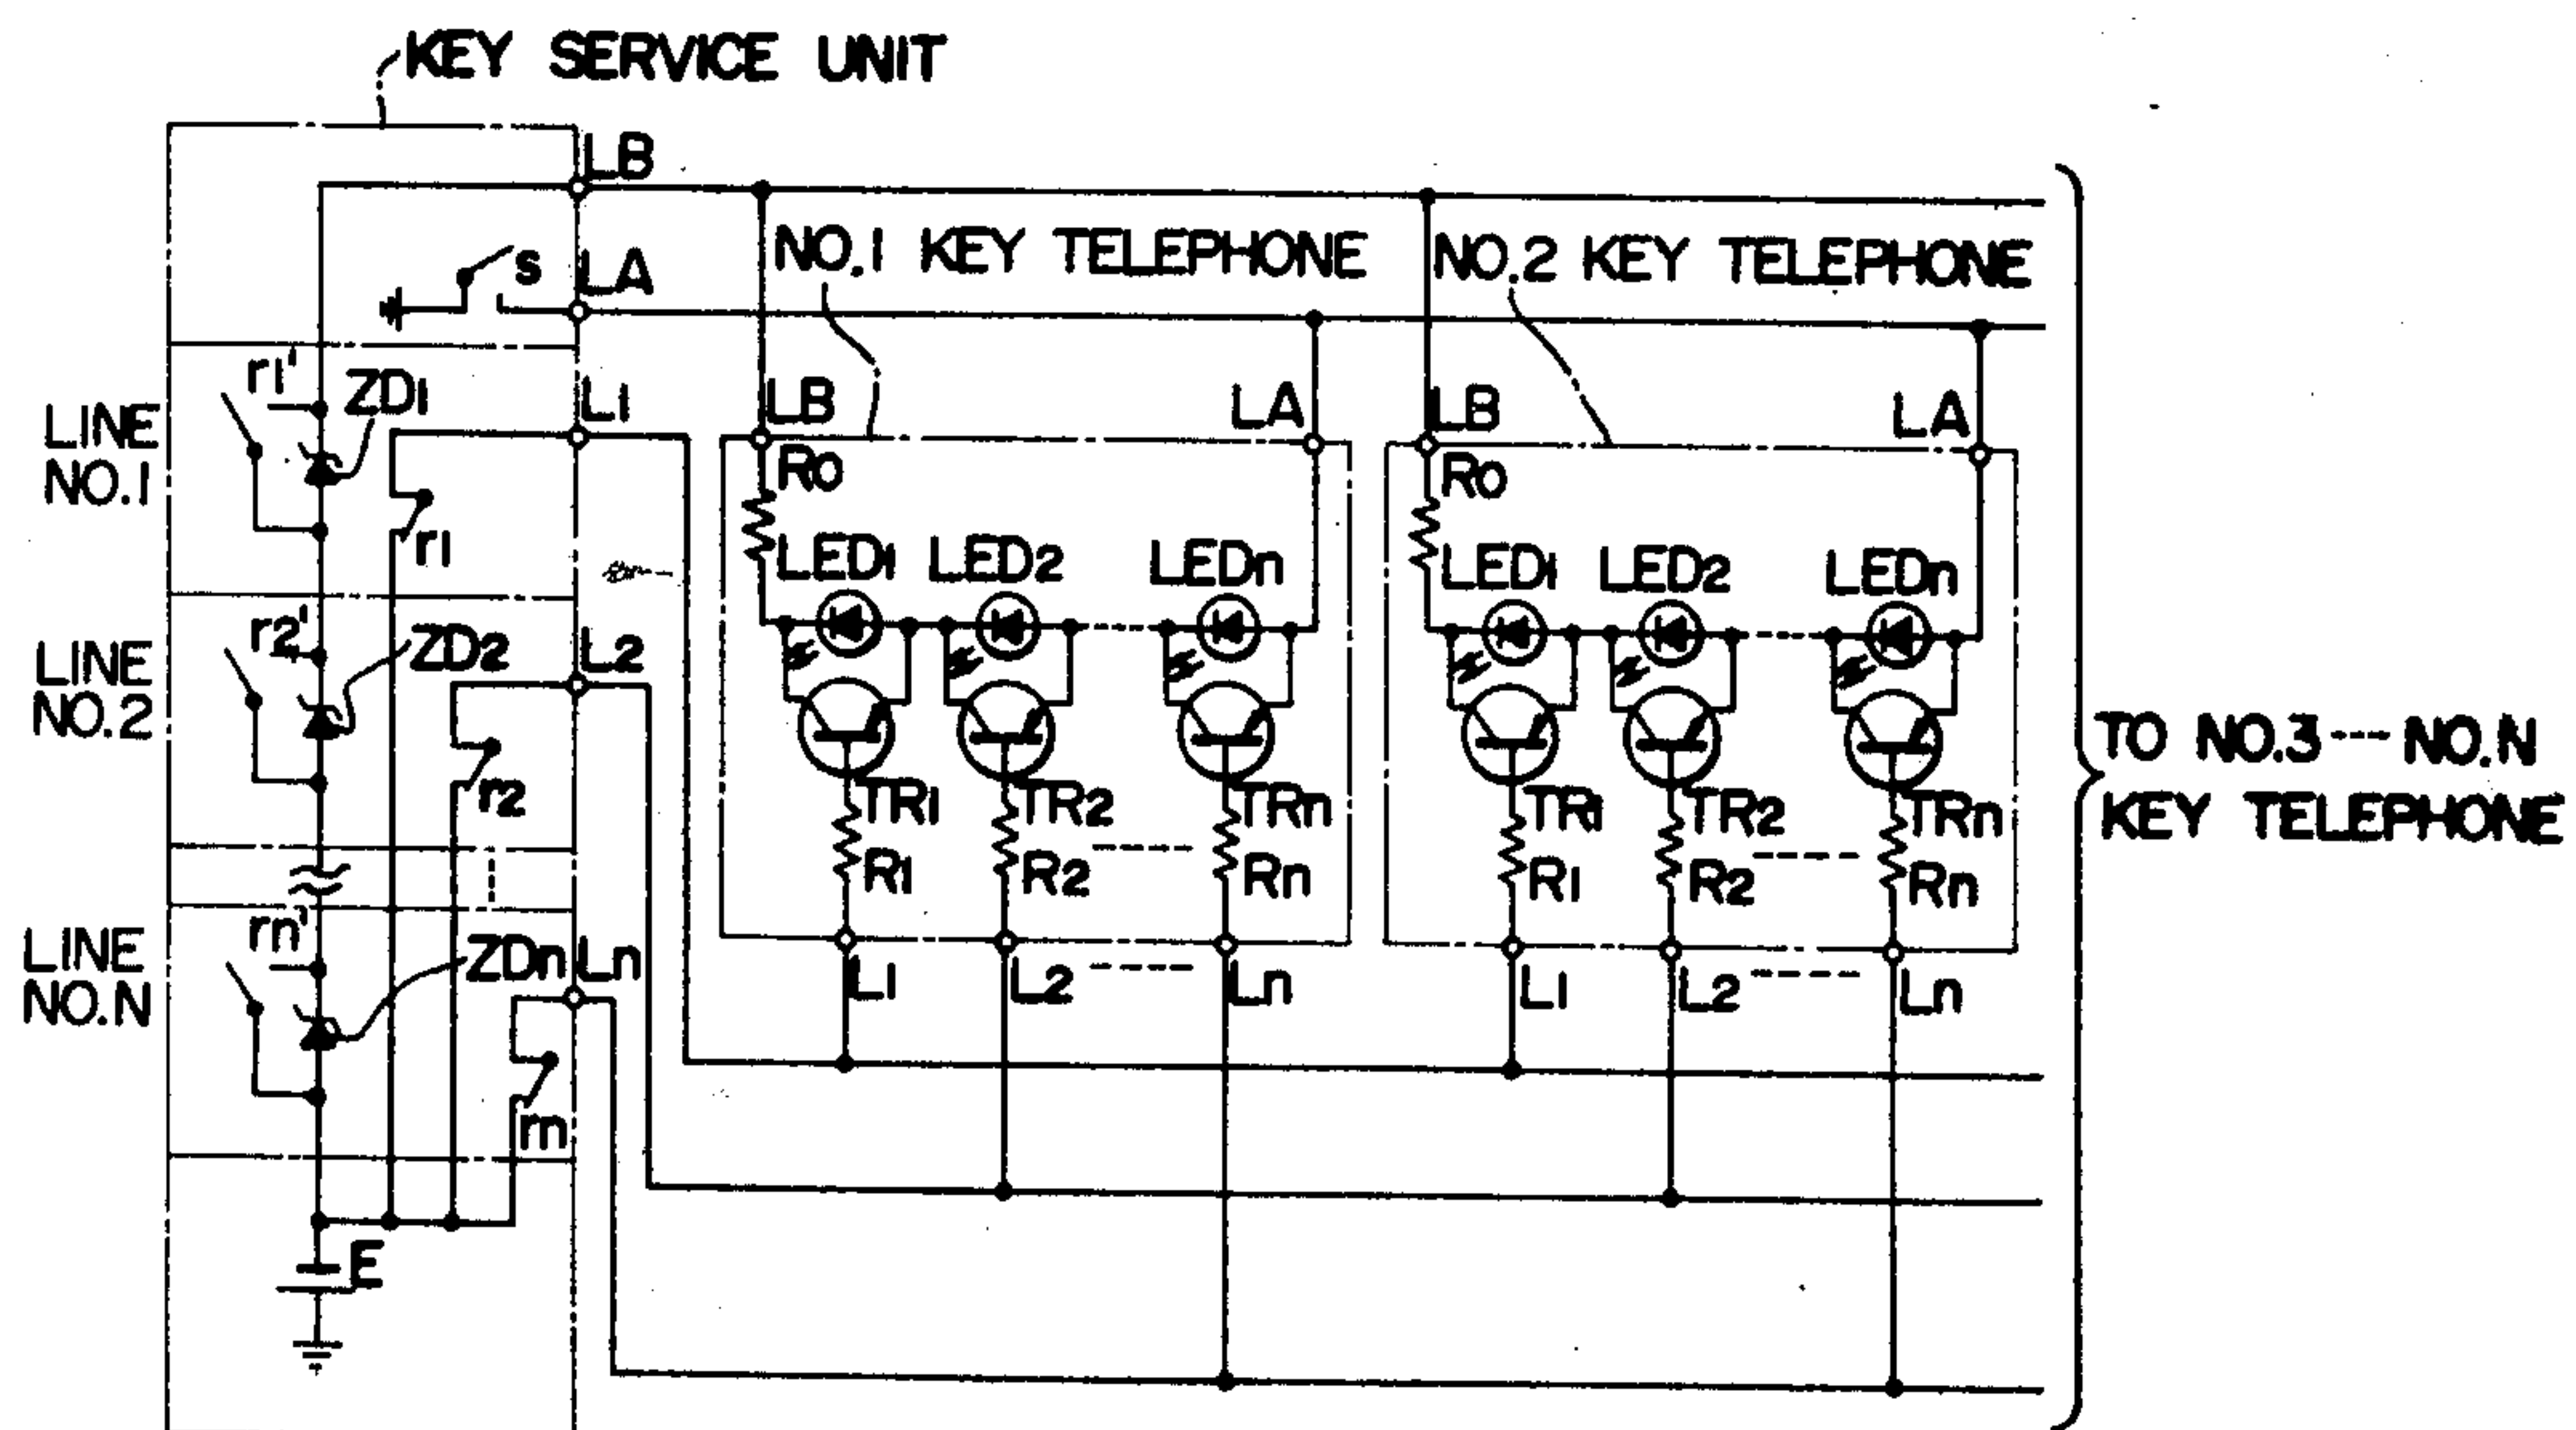 KEY SERVICE UNIT
LB
S
LA
NO.1 KEY TELEPHONE
NO.2 KEY TELEPHONE
LINE NO.1
r1'
ZD1
L1
r1
LB
LA
LB
LA
R0
R0
LED1
LED2
LEDn
LED1
LED2
LEDn
LINE NO.2
r2'
ZD2
L2
r2
TR1
TR2
TRn
TR1
TR2
TRn
R1
R2
Rn
R1
R2
Rn
TO NO.3 ---- NO.N
KEY TELEPHONE
LINE NO.N
rn'
ZDn
Ln
rn
L1
L2
Ln
L1
L2
Ln
E